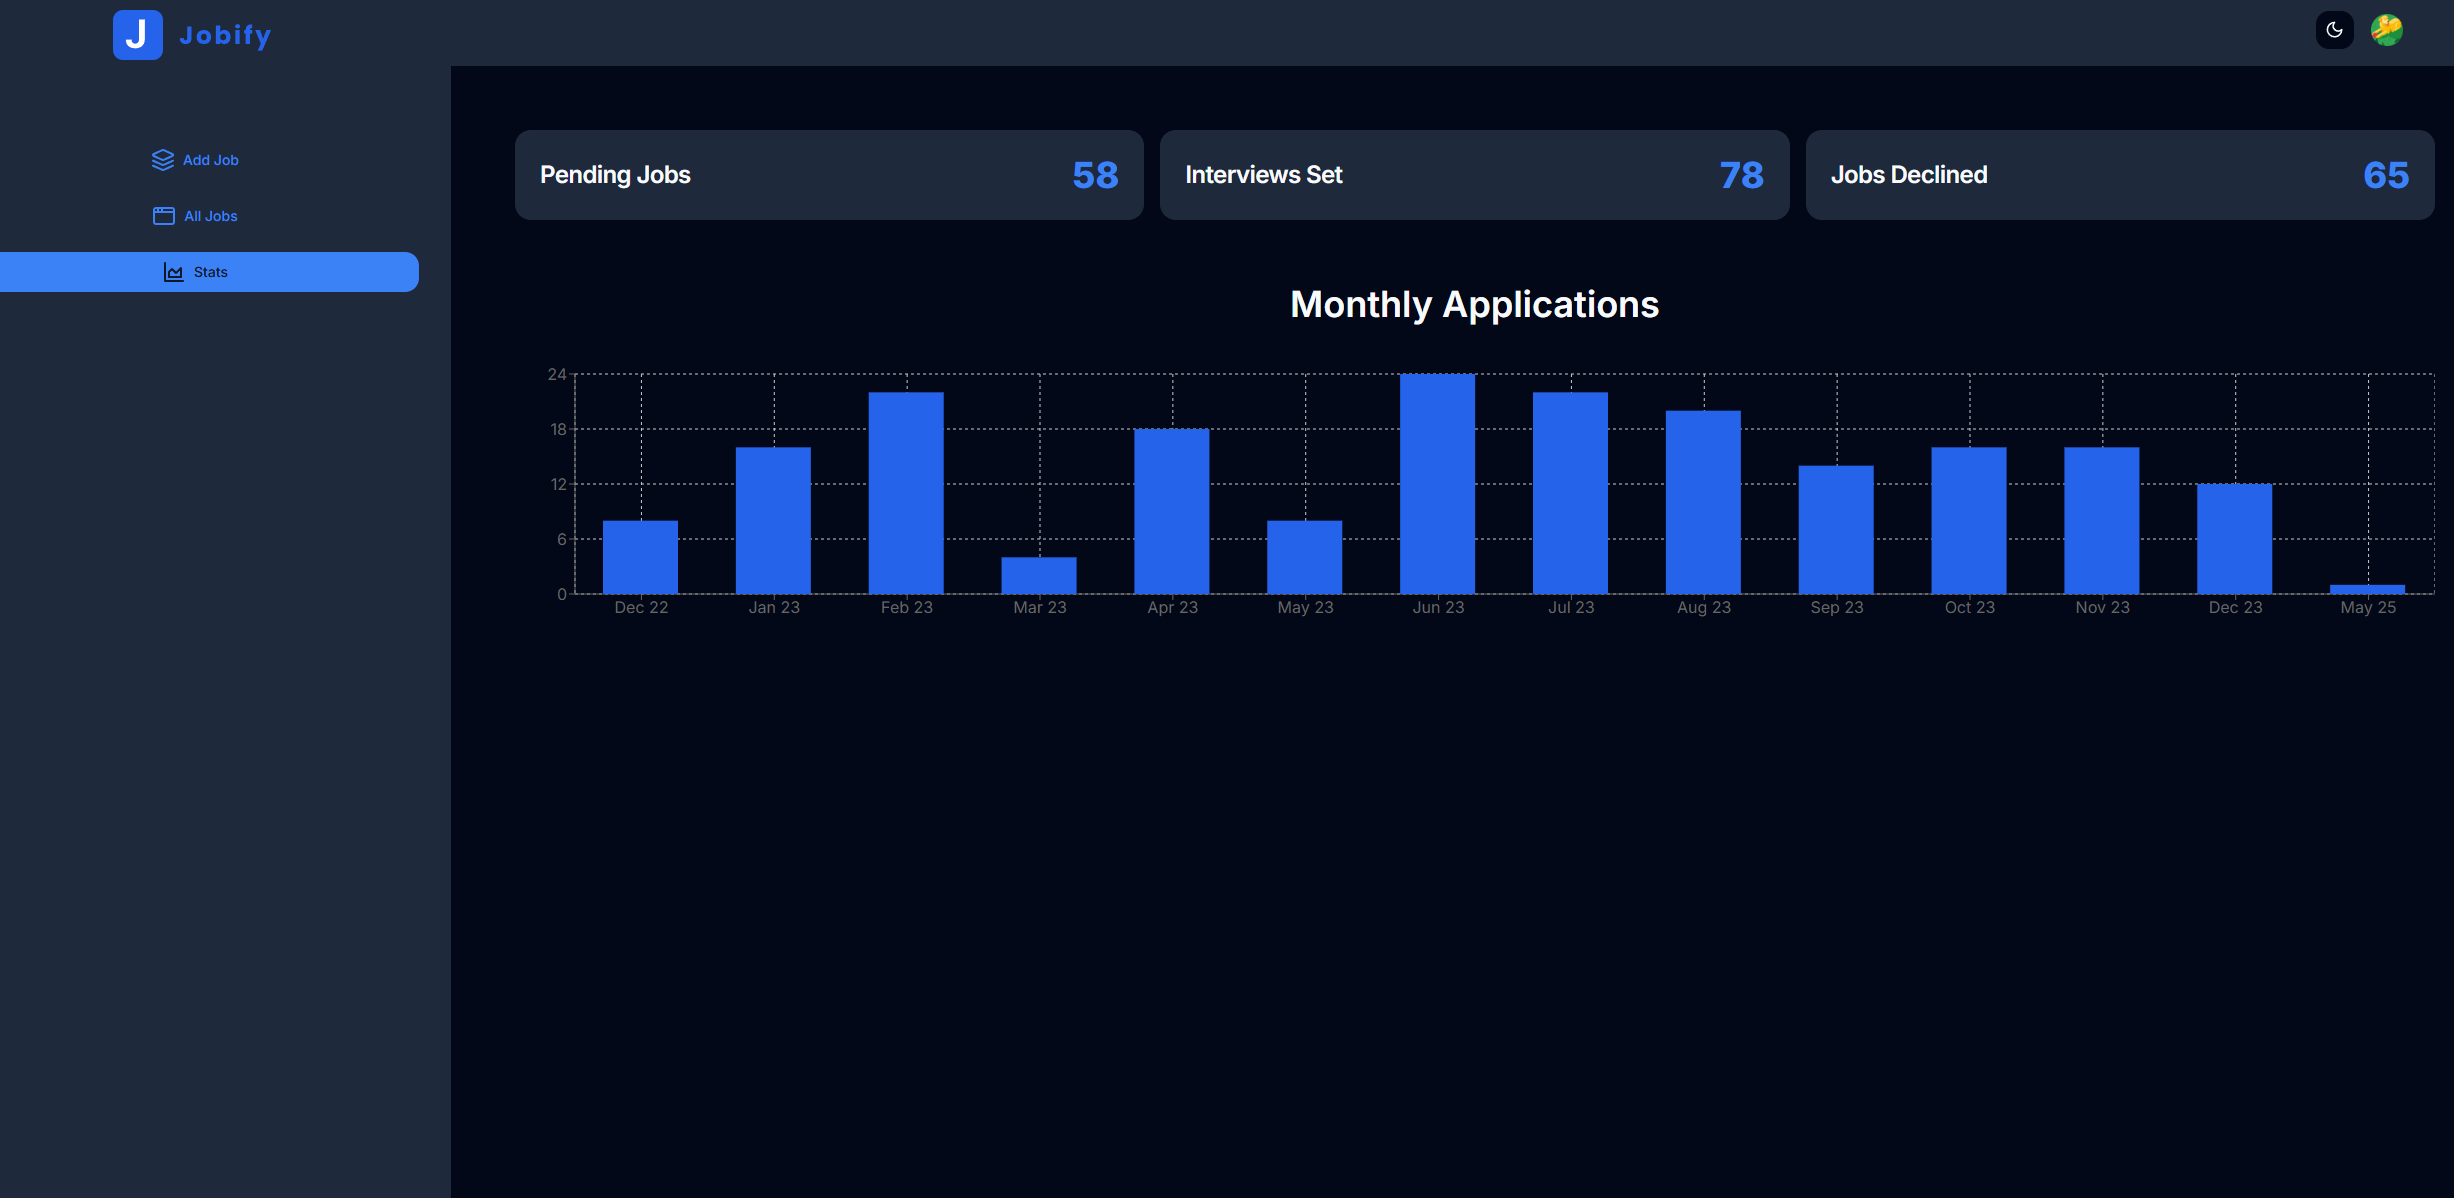 J Jobify
Add Job
All Jobs
Stats
Pending Jobs 58
Interviews Set 78
Jobs Declined 65
Monthly Applications
24
18
12
6
0
Dec 22 Jan 23 Feb 23 Mar 23 Apr 23 May 23 Jun 23 Jul 23 Aug 23 Sep 23 Oct 23 Nov 23 Dec 23 May 25